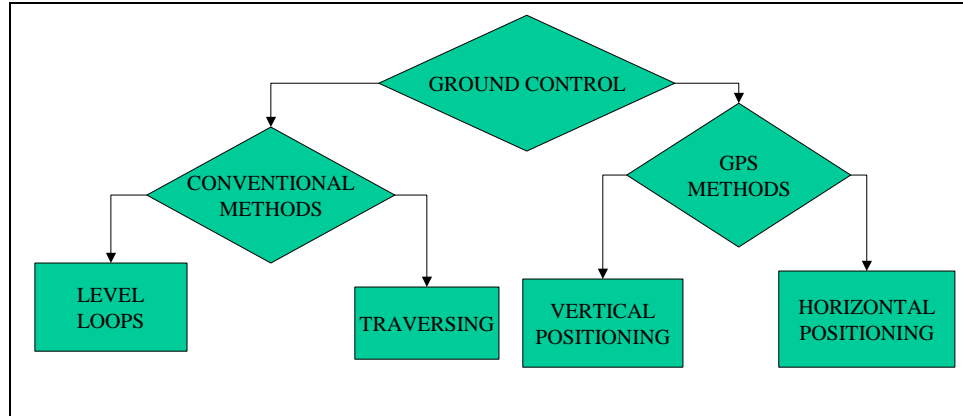 GROUND CONTROL
CONVENTIONAL
METHODS
GPS
METHODS
LEVEL
LOOPS
TRAVERSING
VERTICAL
POSITIONING
HORIZONTAL
POSITIONING